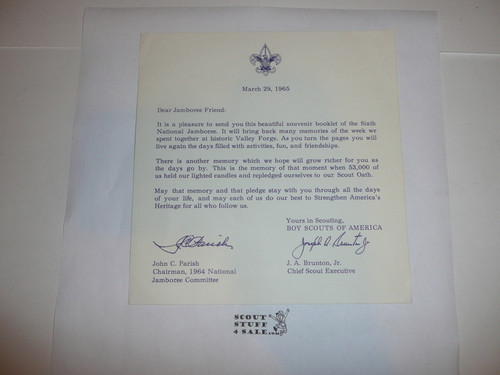 March 29, 1965
Dear Jamboree Friend:
It is a pleasure to send you this beautiful souvenir booklet of the Sixth
National Jamboree. It will bring back many memories of the week we
spent together at historic Valley Forge. As you turn the pages you will
live again the days filled with activities, fun, and friendships.
There is another memory which we hope will grow richer for you as
the days go by. This is the memory of that moment when 53,000 of
us held our lighted candles and repledged ourselves to our Scout Oath.
May that memory and that pledge stay with you through all the days
of your life, and may each of us do our best to Strengthen America's
Heritage for all who follow us.
Yours in Scouting,
BOY SCOUTS OF AMERICA
John C. Parish
Chairman, 1964 National
Jamboree Committee
Joseph A. Brunton Jr
J. A. Brunton, Jr.
Chief Scout Executive
SCOUT
STUFF
4 SALE.com